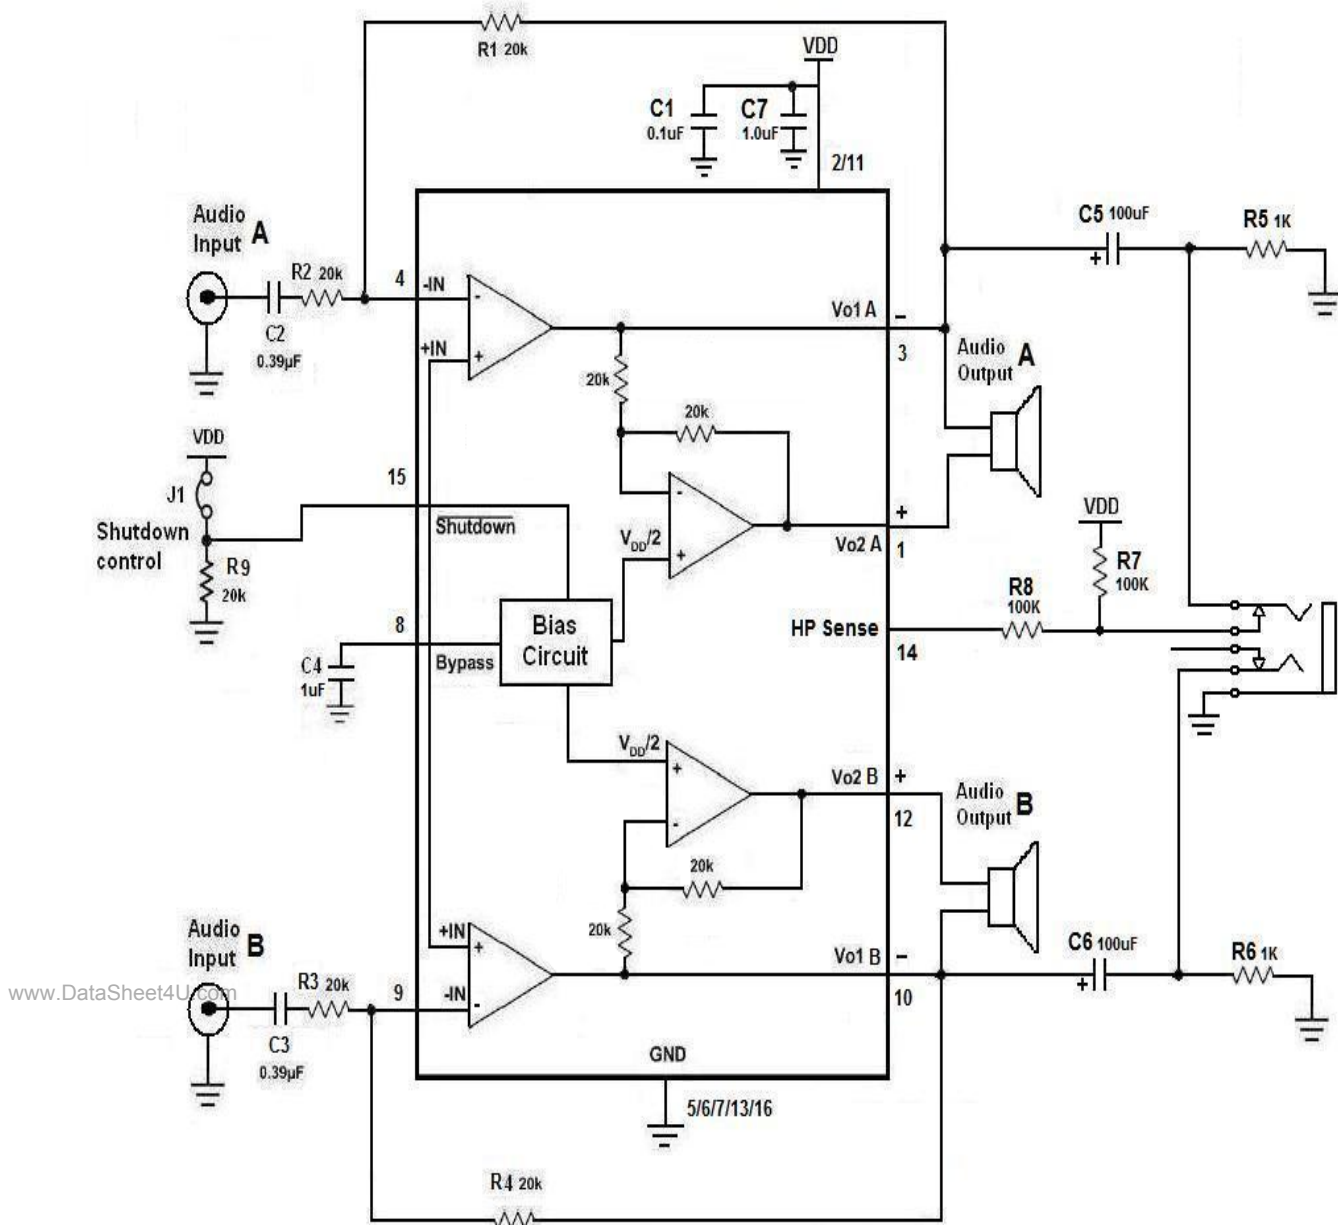 R1 20k
VDD
C1
0.1uF
C7
1.0uF
2/11
Audio
Input A
C5 100uF
R5 1K
R2 20k
4
-IN
-
C2
0.39µF
+IN
+
Vo1 A
-
3
Audio
Output A
20k
20k
VDD
J1
Shutdown
control
R9
20k
15
Shutdown
VDD/2
-
+
+
Vo2 A
1
VDD
R7
100K
R8
100K
HP Sense
14
8
Bypass
Bias
Circuit
C4
1uF
VDD/2
+
-
Vo2 B
+
12
Audio
Output B
20k
20k
Audio
Input B
+IN
+
-IN
-
Vo1 B
-
10
C6 100uF
+
R6 1K
www.DataSheet4U.com
R3 20k
9
C3
0.39µF
GND
5/6/7/13/16
R4 20k